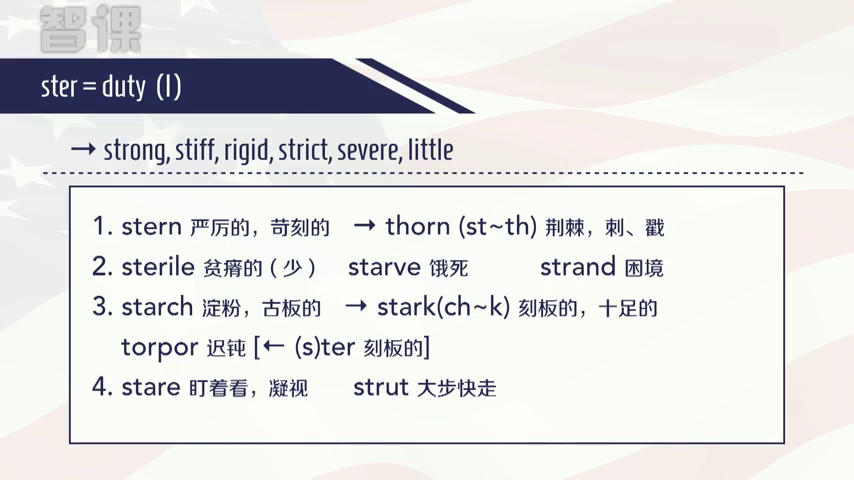 智课
ster = duty (1)
→ strong, stiff, rigid, strict, severe, little
1. stern 严厉的，苛刻的 → thorn (st~th) 荆棘，刺、戳
2. sterile 贫瘠的（少） starve 饿死 strand 困境
3. starch 淀粉，古板的 → stark(ch~k) 刻板的，十足的
torpor 迟钝 [← (s)ter 刻板的]
4. stare 盯着看，凝视 strut 大步快走